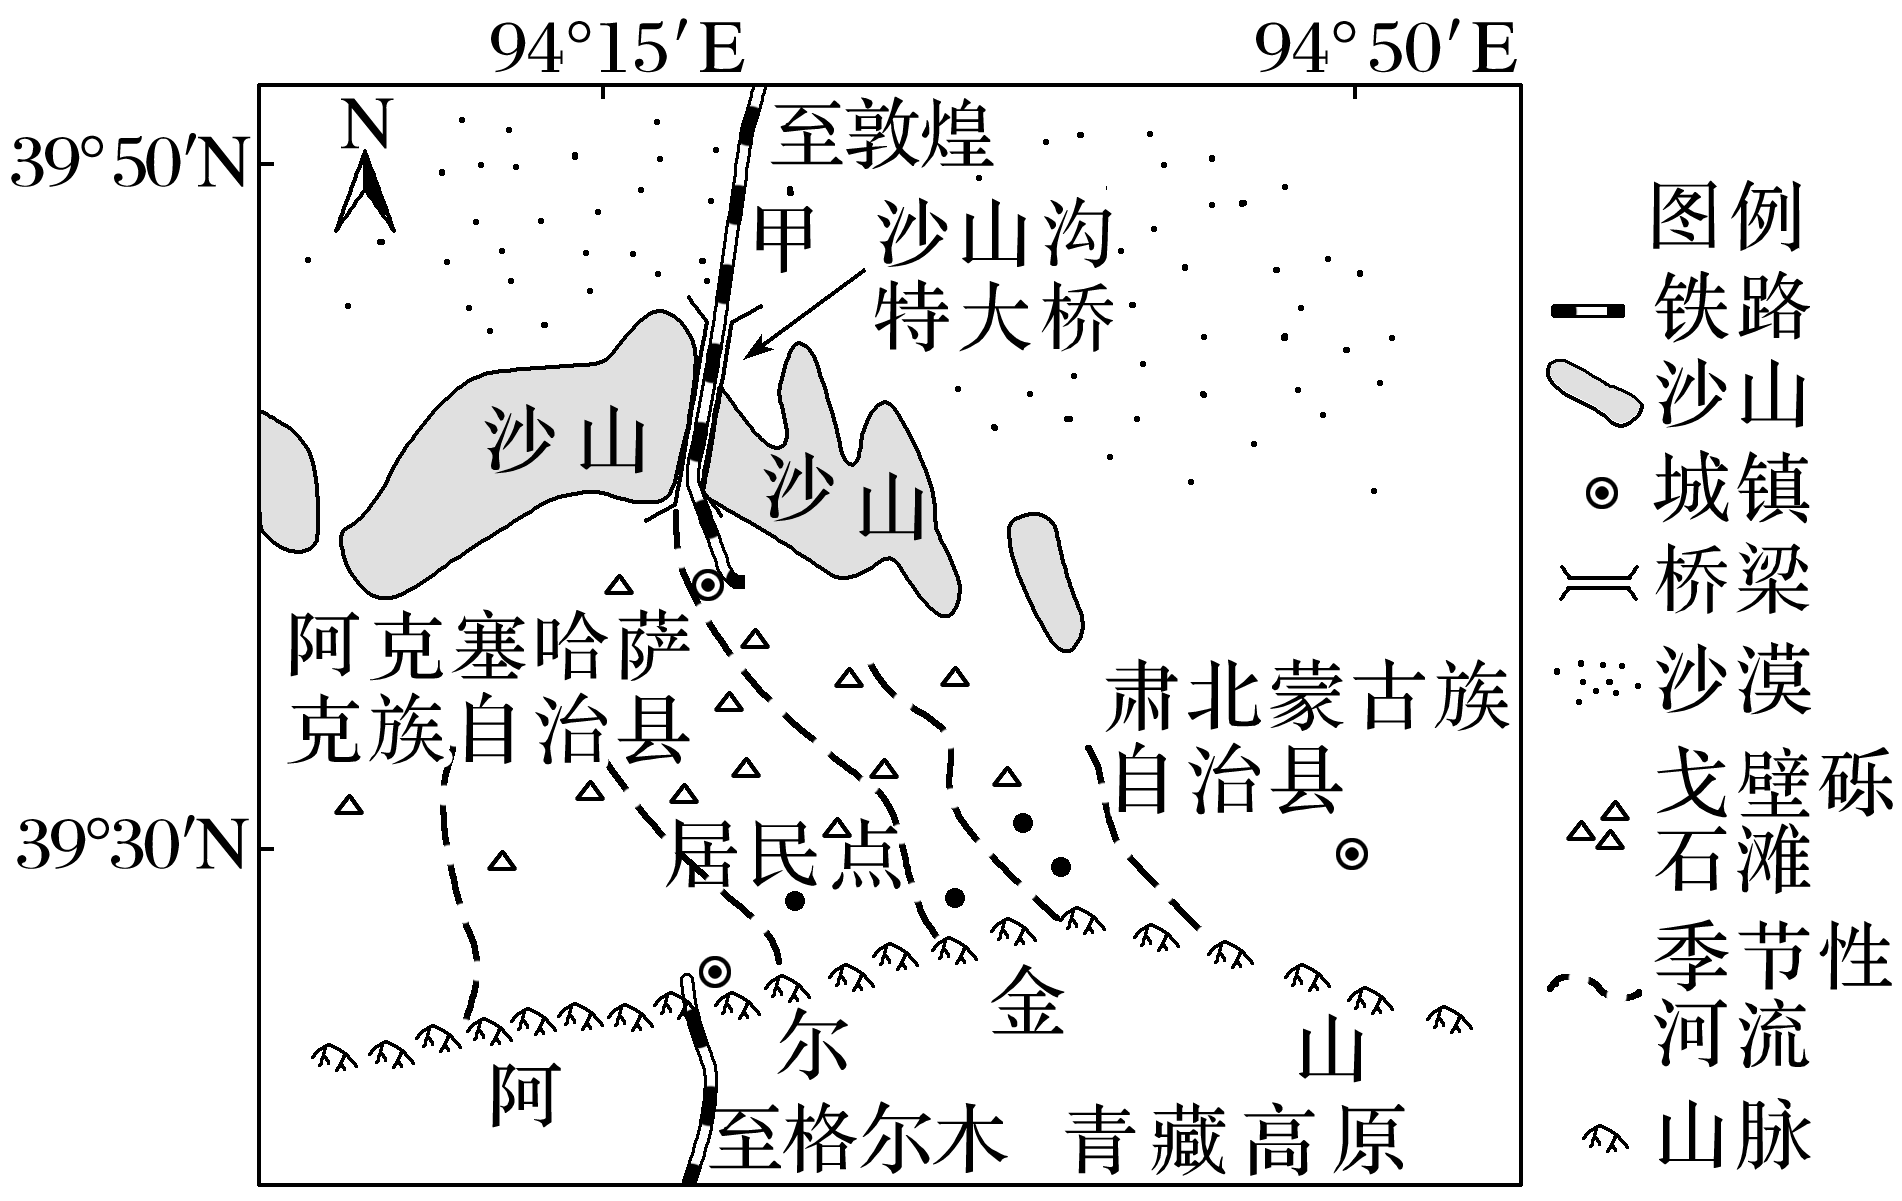 94°15′E
94°50′E
39°50′N
N
至敦煌
甲
沙山沟
特大桥
沙山
沙山
阿克塞哈萨
克族自治县
肃北蒙古族
自治县
39°30′N
居民点
阿
尔
金
山
至格尔木
青藏高原
图例
铁路
沙山
城镇
桥梁
沙漠
戈壁砾
石滩
季节性
河流
山脉